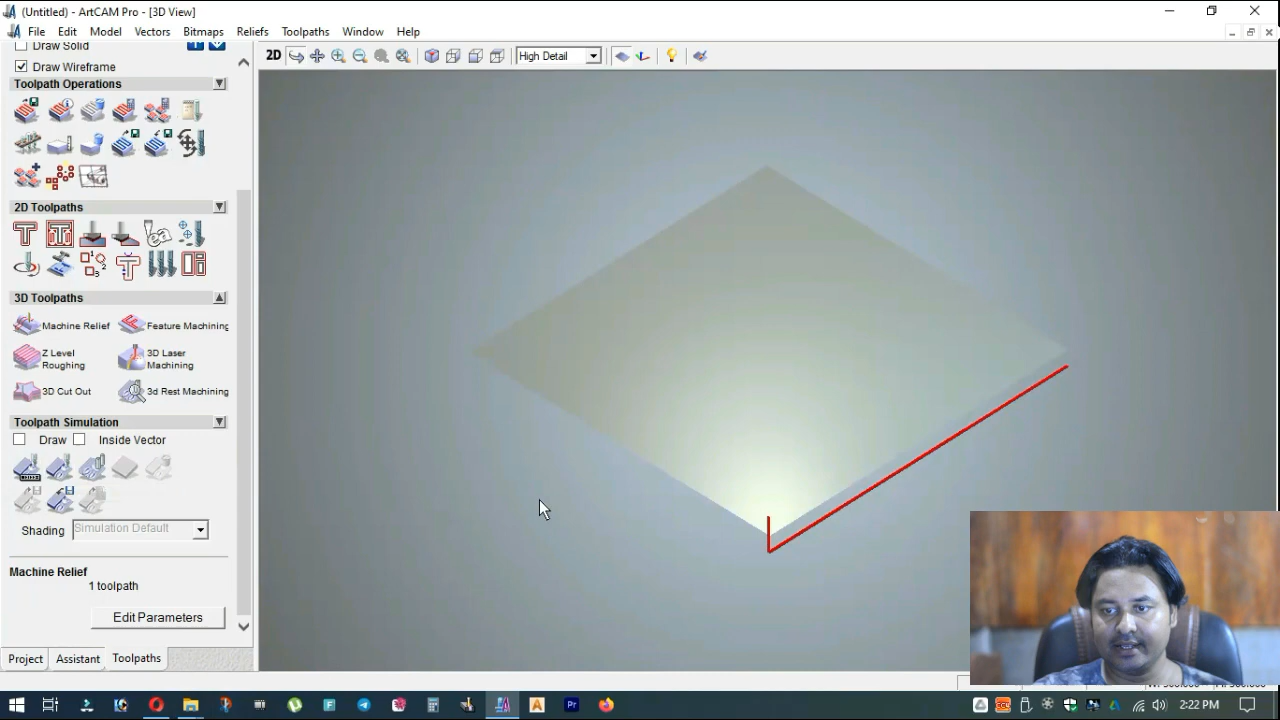 (Untitled) - ArtCAM Pro - [3D View]
File Edit Model Vectors Bitmaps Reliefs Toolpaths Window Help
Draw Solid
2D
High Detail
Draw Wireframe
Toolpath Operations
2D Toolpaths
3D Toolpaths
Machine Relief
Feature Machining
Z Level Roughing
3D Laser Machining
3D Cut Out
3d Rest Machining
Toolpath Simulation
Draw
Inside Vector
Shading
Simulation Default
Machine Relief
1 toolpath
Edit Parameters
Project
Assistant
Toolpaths
2:22 PM